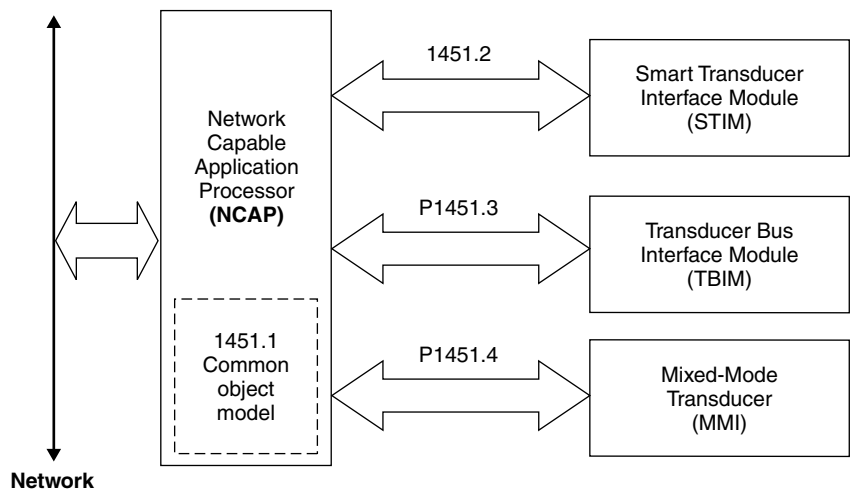 1451.2
Smart Transducer
Interface Module
(STIM)
Network
Capable
Application
Processor
(NCAP)
P1451.3
Transducer Bus
Interface Module
(TBIM)
1451.1
Common
object
model
P1451.4
Mixed-Mode
Transducer
(MMI)
Network